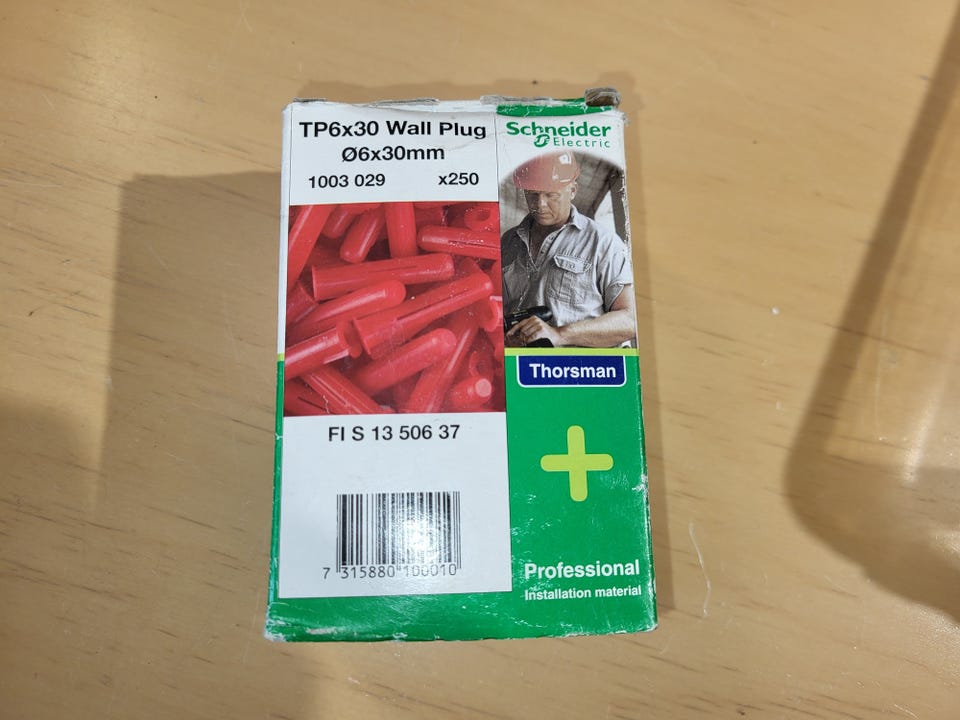 TP6x30 Wall Plug
Ø6x30mm
1003 029 x250
Schneider
Electric
Thorsman
FI S 13 506 37
7 315880 100010
Professional
Installation material